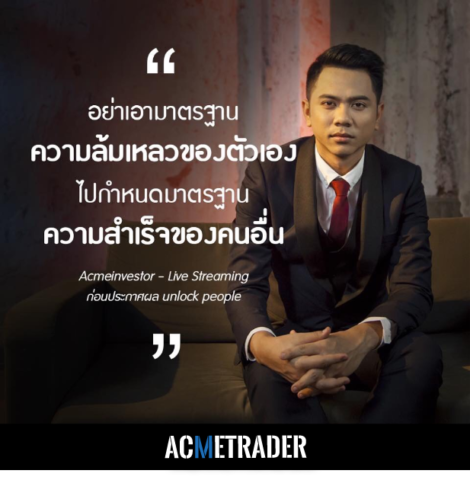 “
อย่าเอามาตรฐาน
ความล้มเหลวของตัวเอง
ไปกำหนดมาตรฐาน
ความสำเร็จของคนอื่น
Acmeinvestor - Live Streaming
ก่อนประกาศผล unlock people
”
ACMETRADER